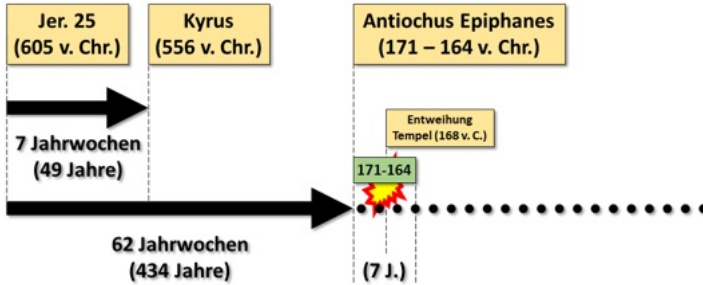 Jer. 25
(605 v. Chr.)
Kyrus
(556 v. Chr.)
Antiochus Epiphanes
(171 – 164 v. Chr.)
7 Jahrwochen
(49 Jahre)
Entweihung
Tempel (168 v. C.)
171-164
62 Jahrwochen
(434 Jahre)
(7 J.)